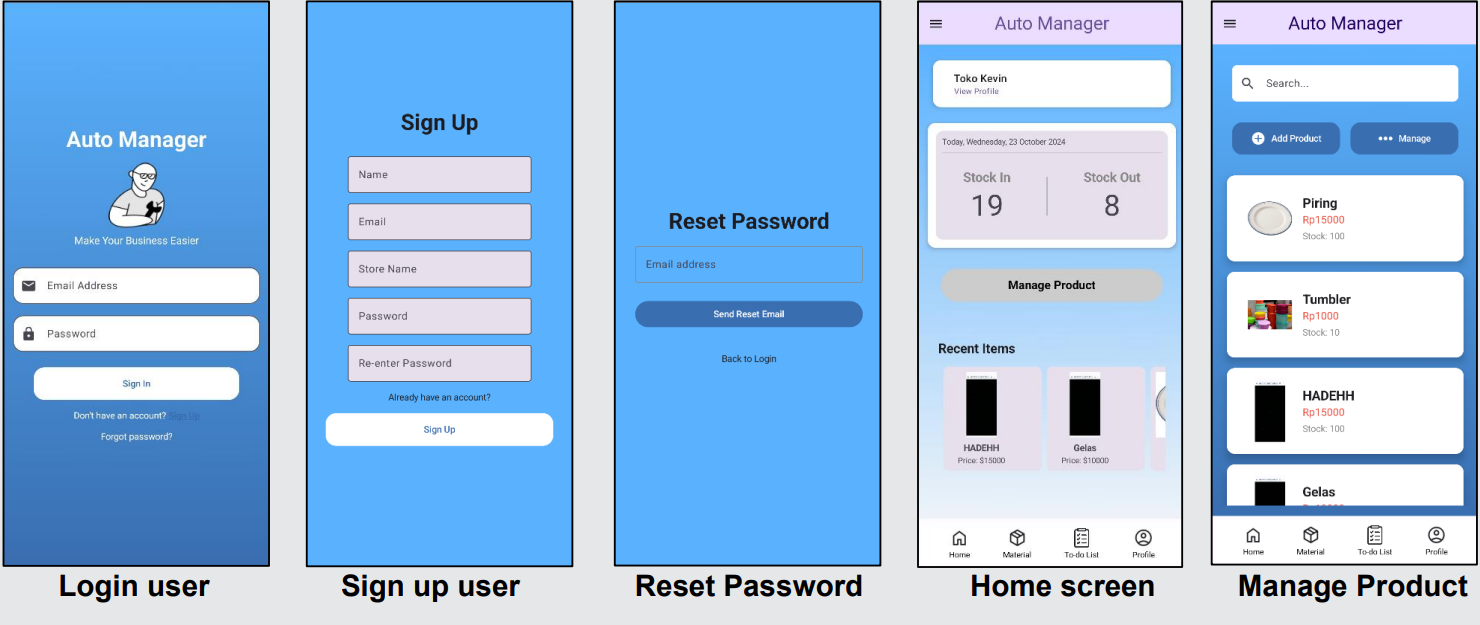 Auto Manager
Make Your Business Easier
Email Address
Password
Sign In
Don't have an account? Sign Up
Forgot password?
Login user
Sign Up
Name
Email
Store Name
Password
Re-enter Password
Already have an account?
Sign Up
Sign up user
Reset Password
Email address
Send Reset Email
Back to Login
Reset Password
Auto Manager
Toko Kevin
View Profile
Today, Wednesday, 23 October 2024
Stock In
Stock Out
19
8
Manage Product
Recent Items
HADEHH
Price: $15000
Gelas
Price: $10000
Home
Material
To-do List
Profile
Home screen
Auto Manager
Search...
Add Product
Manage
Piring
Rp15000
Stock: 100
Tumbler
Rp1000
Stock: 10
HADEHH
Rp15000
Stock: 100
Gelas
Home
Material
To-do List
Profile
Manage Product